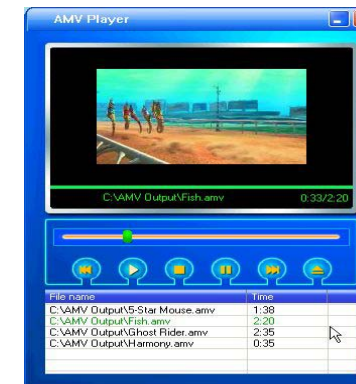 AMV Player
C:\AMV Output\Fish.amv 0:33/2:20
File name Time
C:\AMV Output\5-Star Mouse.amv 1:38
C:\AMV Output\Fish.amv 2:20
C:\AMV Output\Ghost Rider.amv 2:35
C:\AMV Output\Harmony.amv 0:35